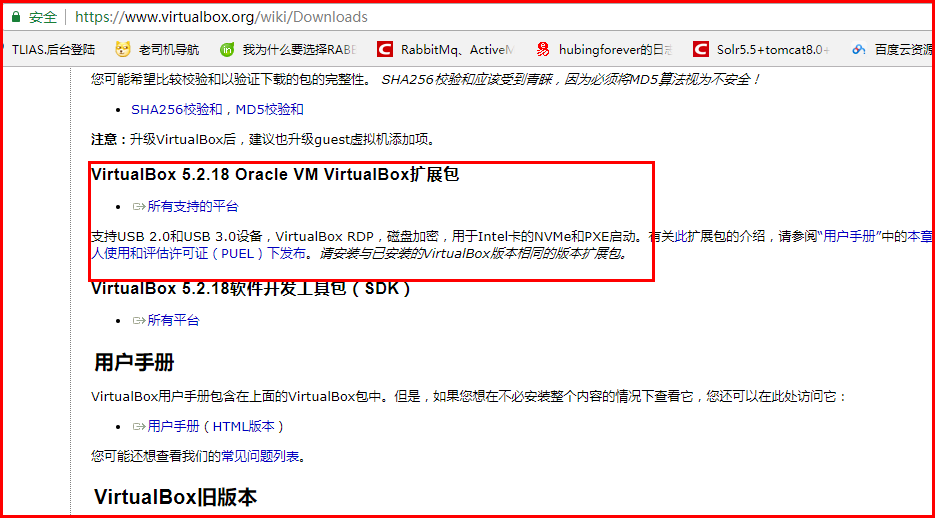 安全 https://www.virtualbox.org/wiki/Downloads
TLIAS.后台登陆 老司机导航 我为什么要选择RABB RabbitMq、ActiveM hubingforever的日志 Solr5.5+tomcat8.0+ 百度云资源
您可能希望比较校验和以验证下载的包的完整性。 SHA256校验和应该受到青睐，因为必须将MD5算法视为不安全！
• SHA256校验和，MD5校验和
注意：升级VirtualBox后，建议也升级guest虚拟机添加项。
VirtualBox 5.2.18 Oracle VM VirtualBox扩展包
• 所有支持的平台
支持USB 2.0和USB 3.0设备，VirtualBox RDP，磁盘加密，用于Intel卡的NVMe和PXE启动。有关此扩展包的介绍，请参阅“用户手册”中的本章
人使用和评估许可证（PUEL）下发布。请安装与已安装的VirtualBox版本相同的版本扩展包。
VirtualBox 5.2.18软件开发工具包（SDK）
• 所有平台
用户手册
VirtualBox用户手册包含在上面的VirtualBox包中。但是，如果您想在不必安装整个内容的情况下查看它，您还可以在此处访问它：
• 用户手册（HTML版本）
您可能还想查看我们的常见问题列表。
VirtualBox旧版本